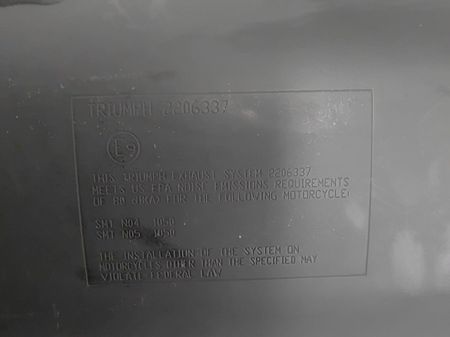 TRIUMPH 2206337
E9
THIS TRIUMPH EXHAUST SYSTEM 2206337
MEETS US EPA NOISE EMISSIONS REQUIREMENTS
OF 80 dB(A) FOR THE FOLLOWING MOTORCYCLE:
SMT N04 1050
SMT N05 1050
THE INSTALLATION OF THE SYSTEM ON
MOTORCYCLES OTHER THAN THE SPECIFIED MAY
VIOLATE FEDERAL LAW